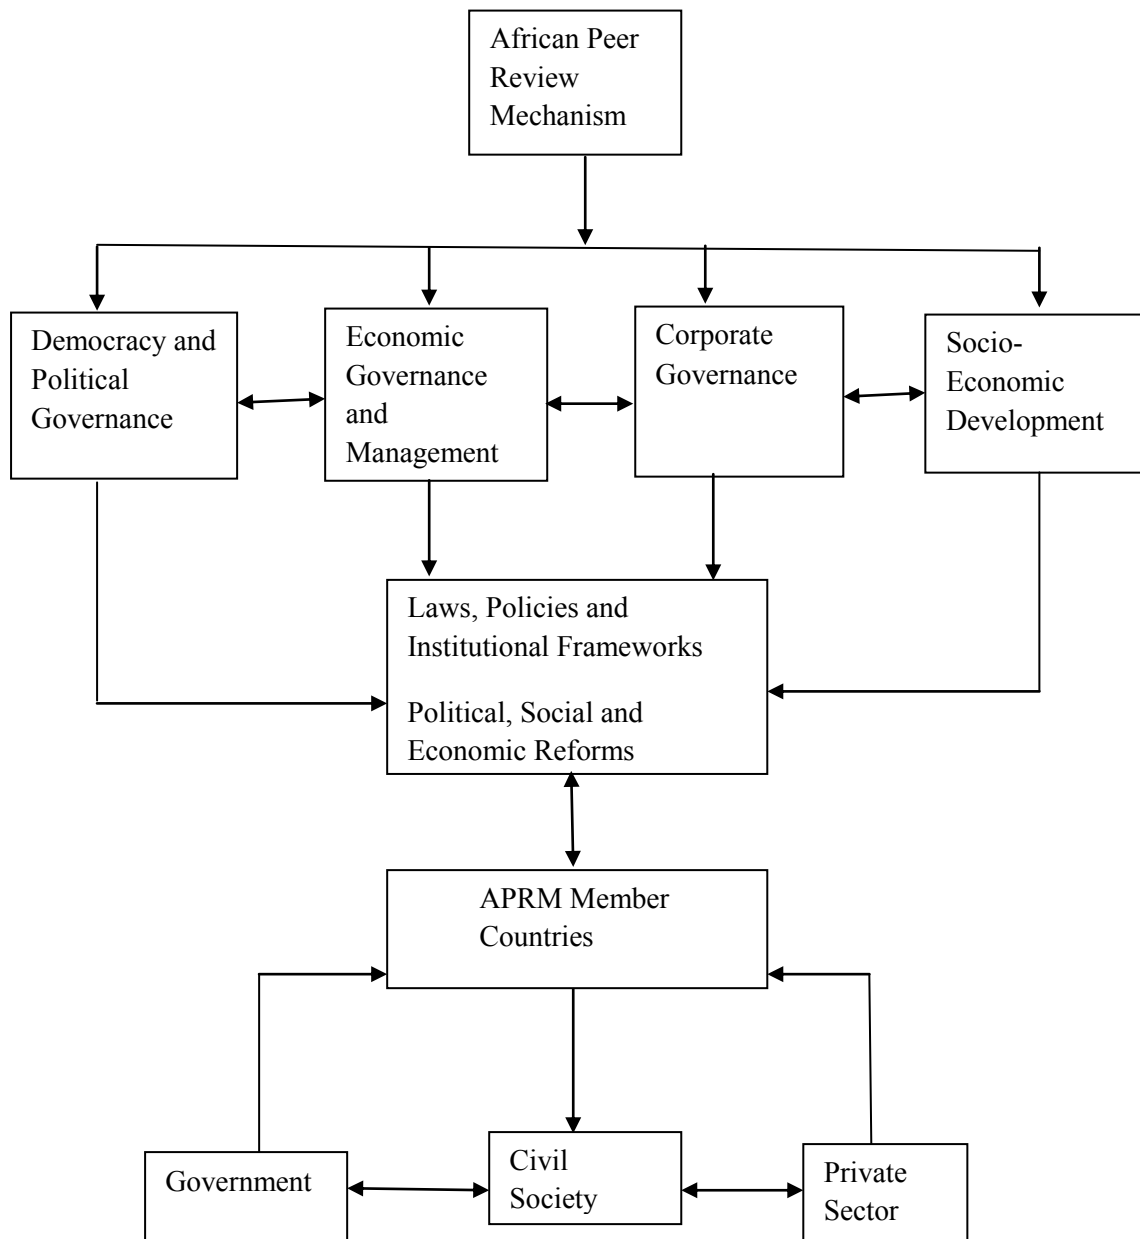 African Peer
Review
Mechanism
Democracy and
Political
Governance
Economic
Governance
and
Management
Corporate
Governance
Socio-
Economic
Development
Laws, Policies and
Institutional Frameworks
Political, Social and
Economic Reforms
APRM Member
Countries
Government
Civil
Society
Private
Sector